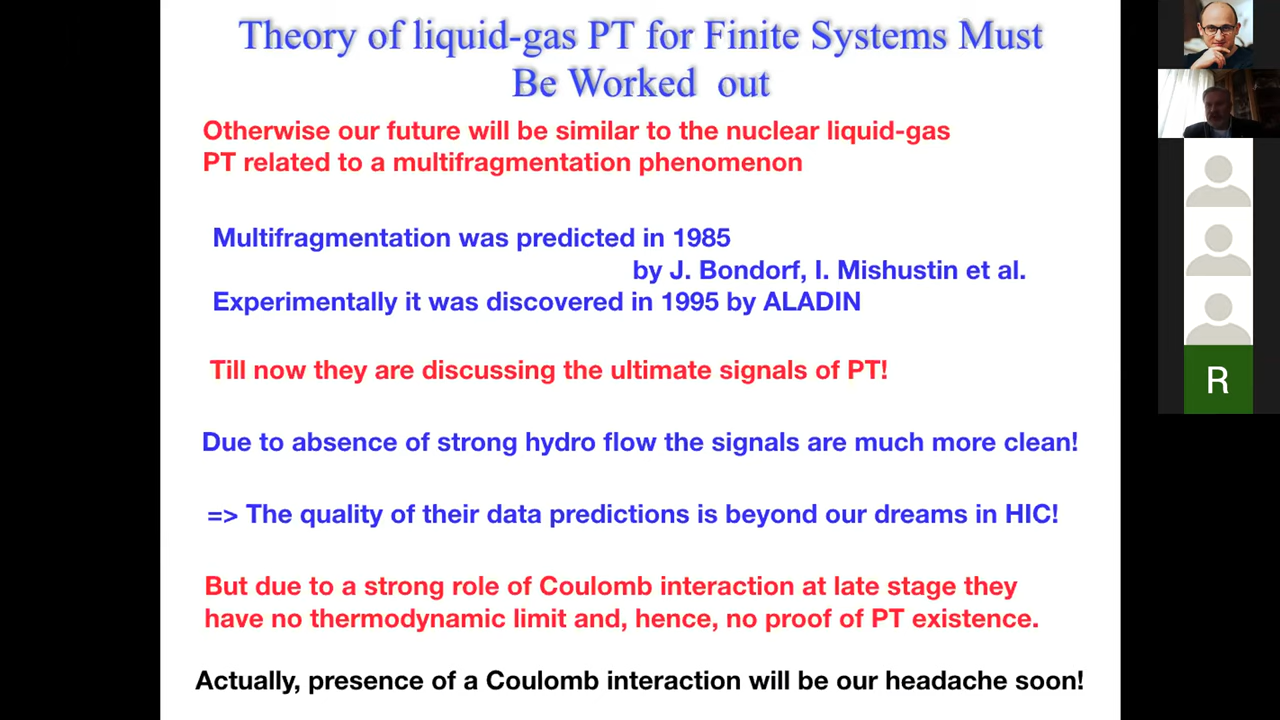 Theory of liquid-gas PT for Finite Systems Must
Be Worked out
Otherwise our future will be similar to the nuclear liquid-gas
PT related to a multifragmentation phenomenon
Multifragmentation was predicted in 1985
by J. Bondorf, I. Mishustin et al.
Experimentally it was discovered in 1995 by ALADIN
Till now they are discussing the ultimate signals of PT!
Due to absence of strong hydro flow the signals are much more clean!
=> The quality of their data predictions is beyond our dreams in HIC!
But due to a strong role of Coulomb interaction at late stage they
have no thermodynamic limit and, hence, no proof of PT existence.
Actually, presence of a Coulomb interaction will be our headache soon!
R